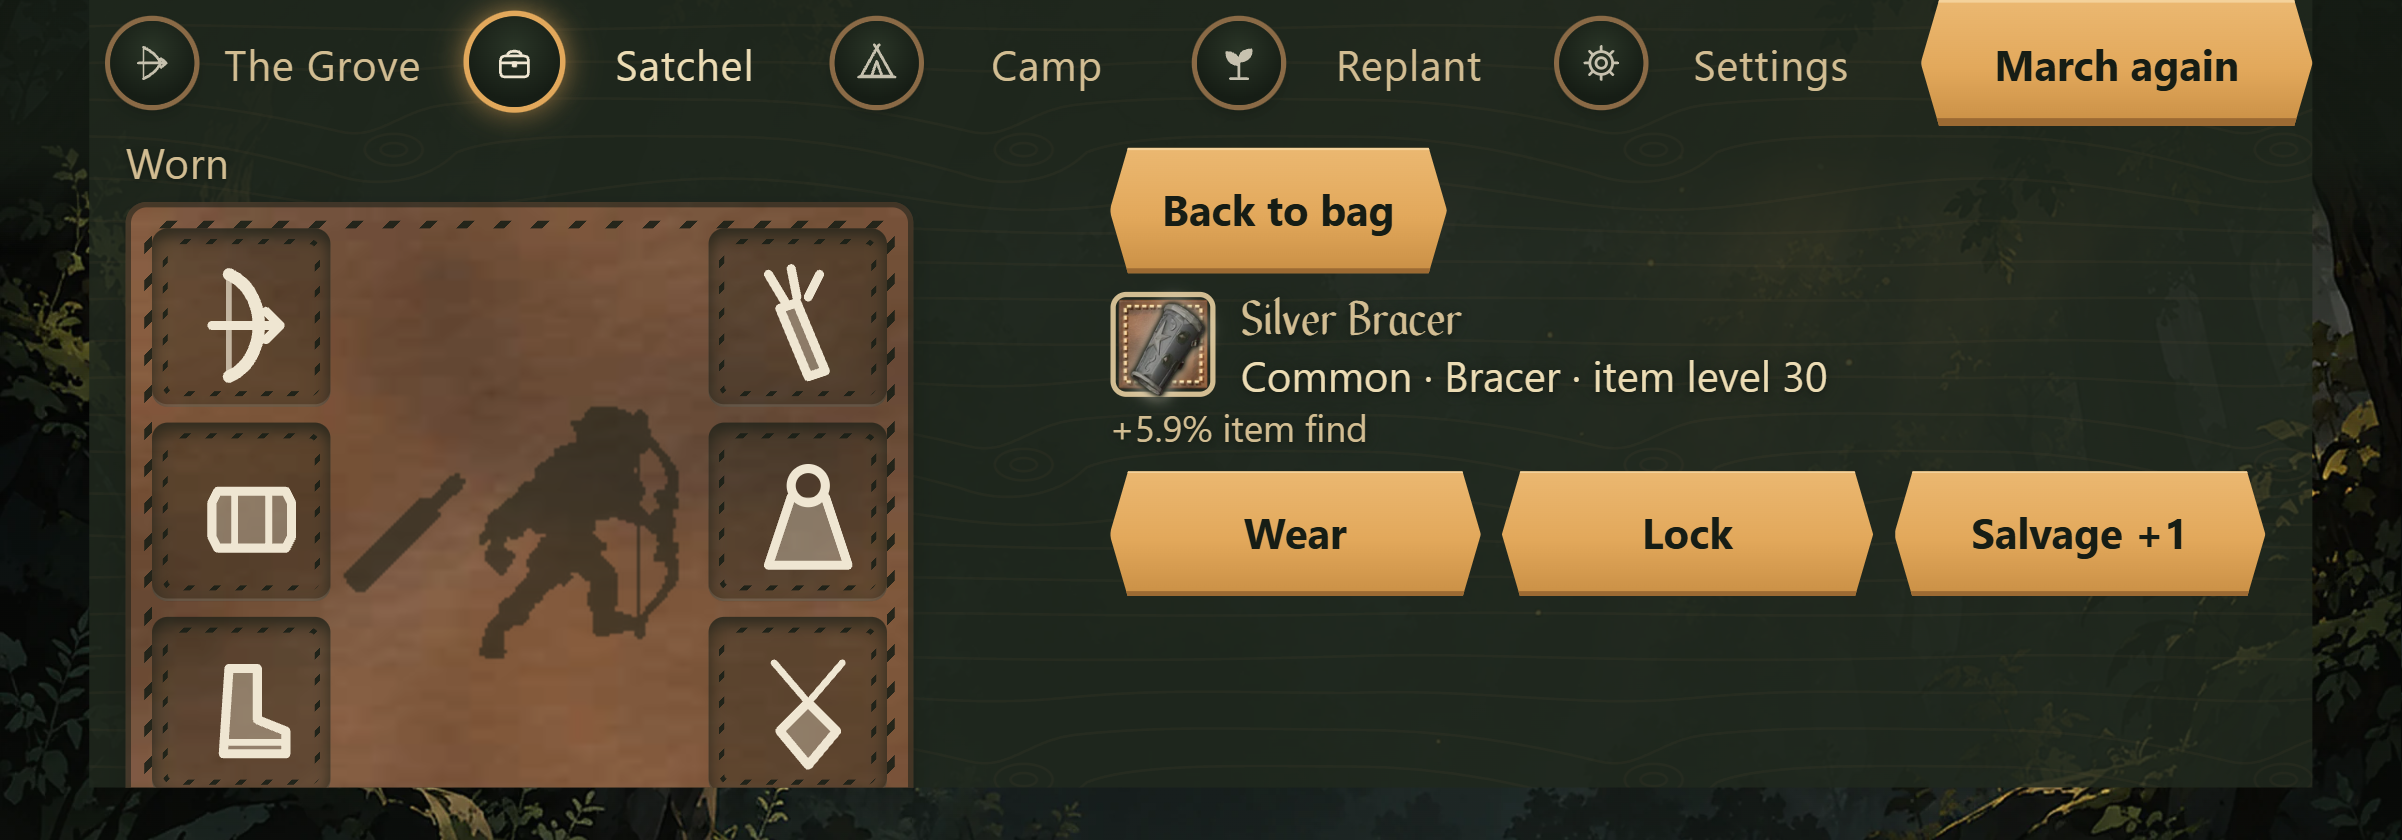 The Grove
Satchel
Camp
Replant
Settings
March again
Worn
Back to bag
Silver Bracer
Common · Bracer · item level 30
+5.9% item find
Wear
Lock
Salvage +1